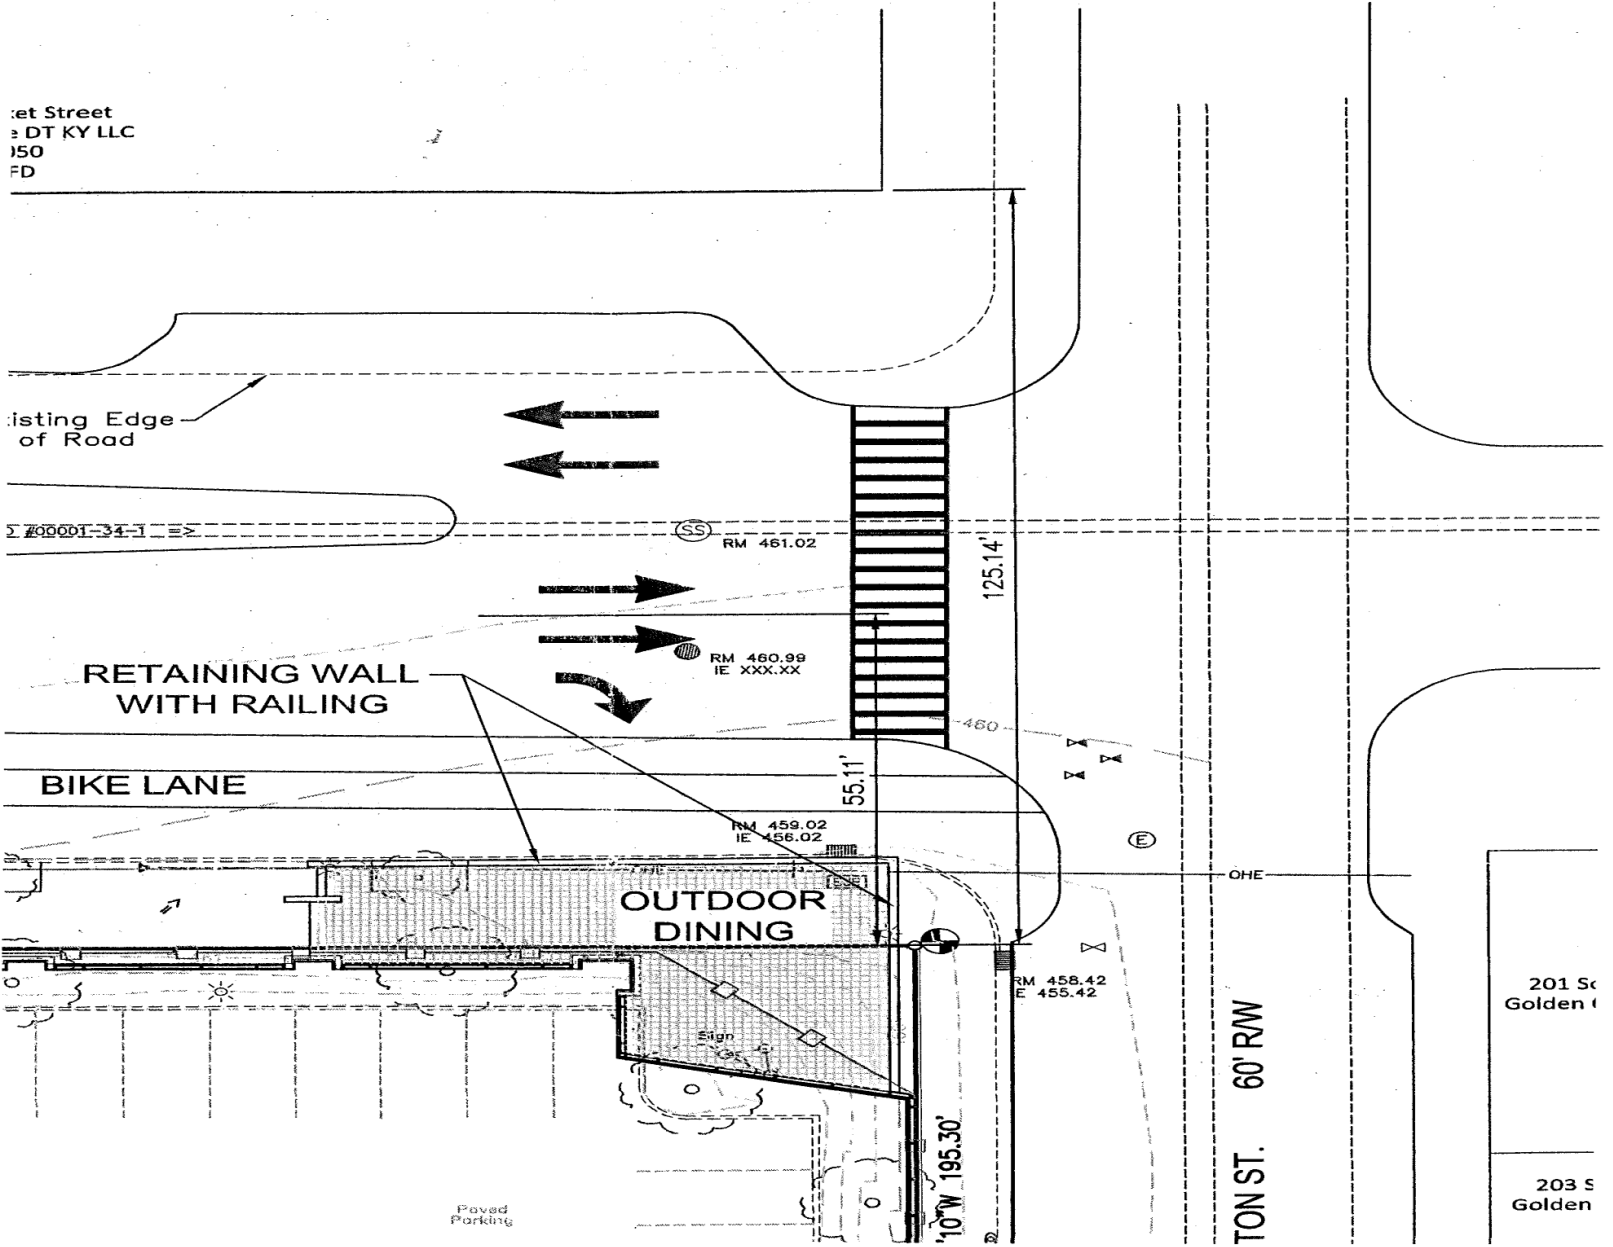 et Street
DT KY LLC
050
FD
isting Edge
of Road
#00001-34-1 =>
SS
RM 461.02
125.14'
RM 460.99
IE XXX.XX
RETAINING WALL
WITH RAILING
460
BIKE LANE
55.11'
RM 459.02
IE 456.02
E
OHE
OUTDOOR
DINING
RM 458.42
E 455.42
201 S
Golden
Sign
60' R/W
TON ST.
'10"W 195.30'
203 S
Golden
Paved
Parking